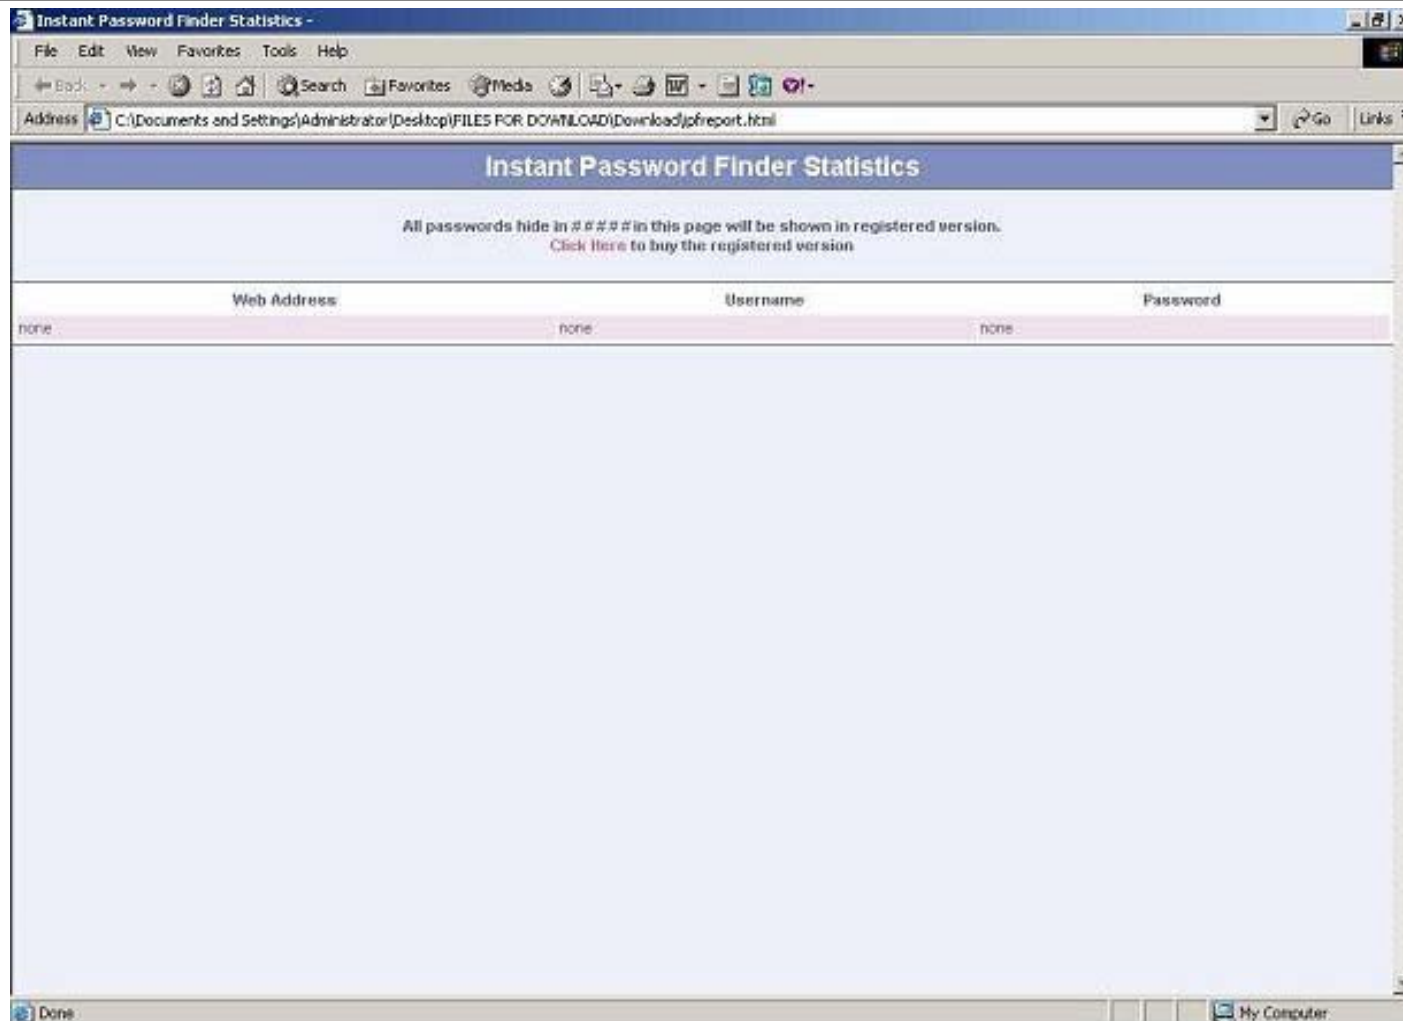 Instant Password Finder Statistics -
File Edit View Favorites Tools Help
Back Search Favorites Media
Address C:\Documents and Settings\Administrator\Desktop\FILES FOR DOWNLOAD\Download\ipfreport.html Go Links
Instant Password Finder Statistics
All passwords hide in ##### in this page will be shown in registered version.
Click Here to buy the registered version
Web Address Username Password
none none none
Done My Computer